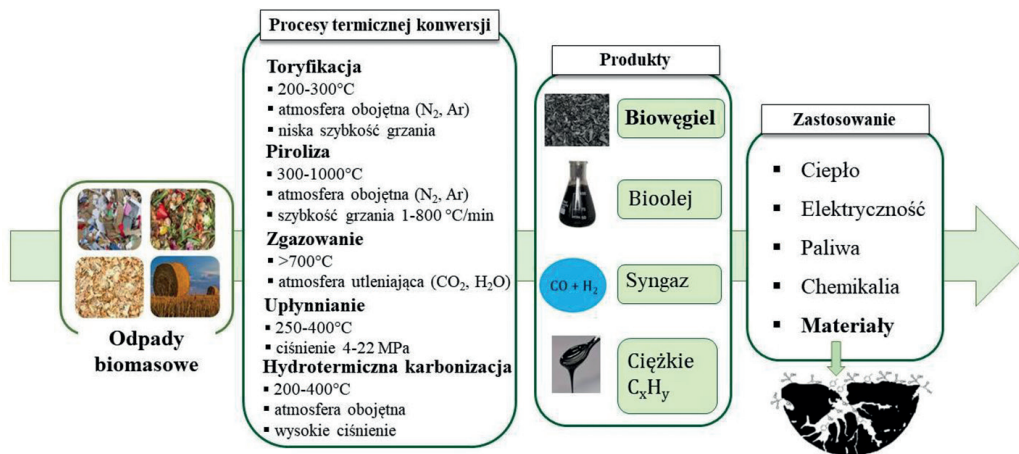 Odpady
biomasowe
Procesy termicznej konwersji
Toryfikacja
▪ 200-300°C
▪ atmosfera obojętna (N₂, Ar)
▪ niska szybkość grzania
Piroliza
▪ 300-1000°C
▪ atmosfera obojętna (N₂, Ar)
▪ szybkość grzania 1-800 °C/min
Zgazowanie
▪ >700°C
▪ atmosfera utleniająca (CO₂, H₂O)
Upłynnianie
▪ 250-400°C
▪ ciśnienie 4-22 MPa
Hydrotermiczna karbonizacja
▪ 200-400°C
▪ atmosfera obojętna
▪ wysokie ciśnienie
Produkty
Biowęgiel
Bioolej
CO + H₂
Syngaz
Ciężkie
CₓHᵧ
Zastosowanie
▪ Ciepło
▪ Elektryczność
▪ Paliwa
▪ Chemikalia
▪ Materiały